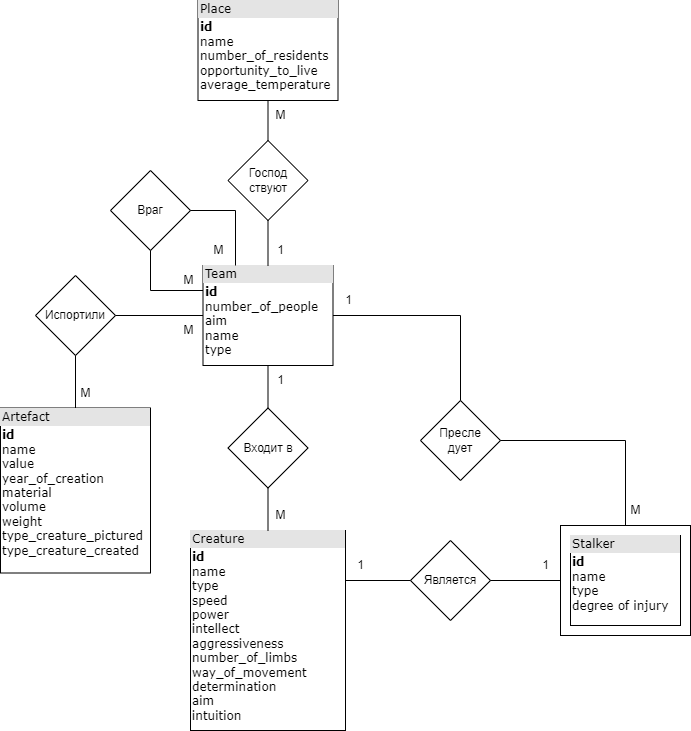 Place
id
name
number_of_residents
opportunity_to_live
average_temperature
M
Господ
ствуют
1
Враг
M
M
Team
id
number_of_people
aim
name
type
1
Испортили
M
M
Artefact
id
name
value
year_of_creation
material
volume
weight
type_creature_pictured
type_creature_created
1
Входит в
M
Пресле
дует
M
Creature
id
name
type
speed
power
intellect
aggressiveness
number_of_limbs
way_of_movement
determination
aim
intuition
1
Является
1
Stalker
id
name
type
degree of injury